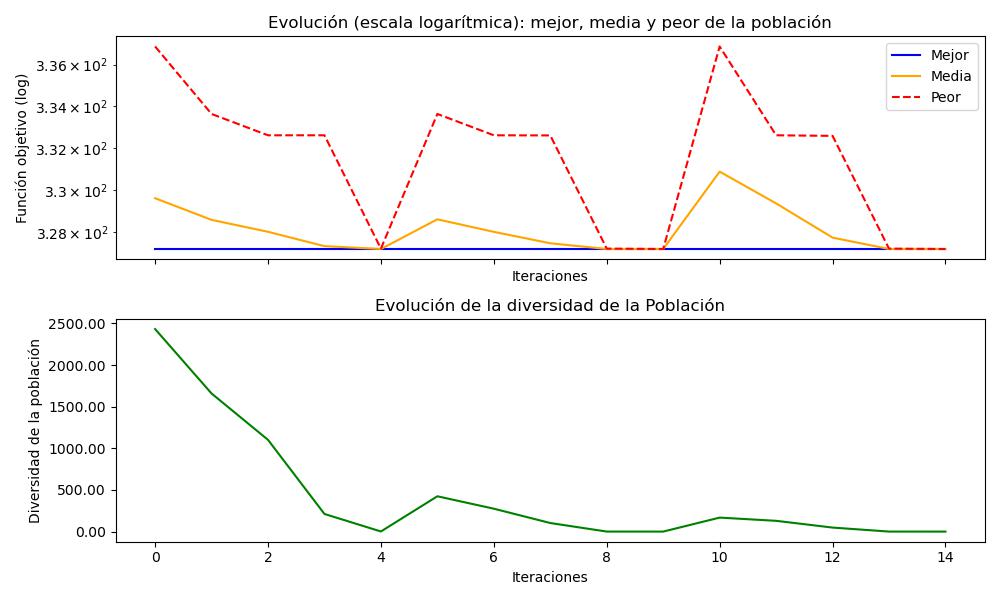 Evolución (escala logarítmica): mejor, media y peor de la población
Función objetivo (log)
3.36 × 10²
3.34 × 10²
3.32 × 10²
3.3 × 10²
3.28 × 10²
Mejor
Media
Peor
Iteraciones
Evolución de la diversidad de la Población
Diversidad de la población
2500.00
2000.00
1500.00
1000.00
500.00
0.00
0 2 4 6 8 10 12 14
Iteraciones